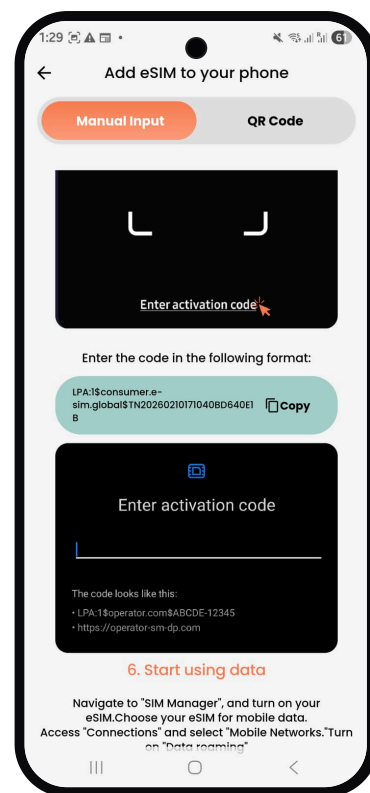 1:29
61
Add eSIM to your phone
Manual Input
QR Code
Enter activation code
Enter the code in the following format:
LPA:1$consumer.e-
sim.global$TN20260210171040BD640E1
B
Copy
Enter activation code
The code looks like this:
• LPA:1$operator.com$ABCDE-12345
• https://operator-sm-dp.com
6. Start using data
Navigate to "SIM Manager", and turn on your
eSIM.Choose your eSIM for mobile data.
Access "Connections" and select "Mobile Networks."Turn
on "Data roaming"